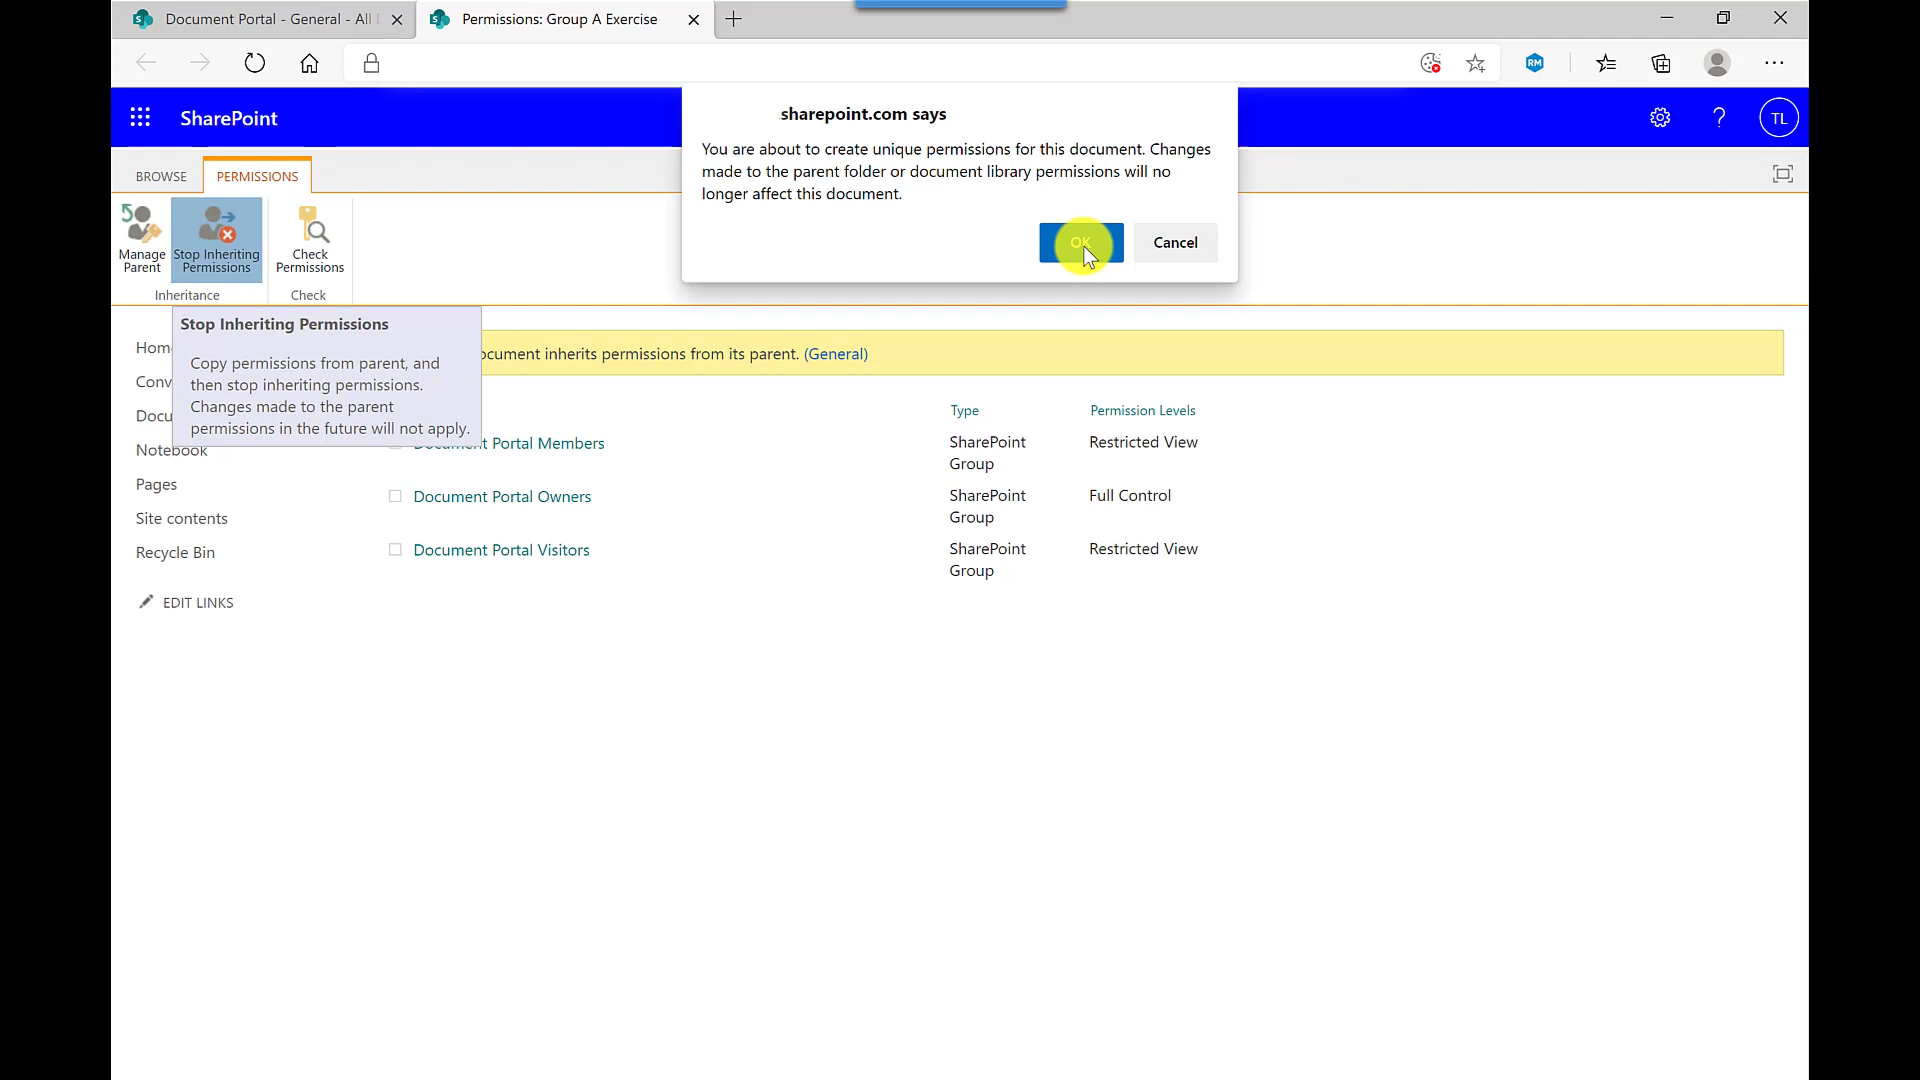 Document Portal - General - All
Permissions: Group A Exercise
RM
SharePoint
TL
sharepoint.com says
You are about to create unique permissions for this document. Changes
made to the parent folder or document library permissions will no
longer affect this document.
OK
Cancel
BROWSE
PERMISSIONS
Manage
Parent
Stop Inheriting
Permissions
Check
Permissions
Inheritance
Check
Stop Inheriting Permissions
Copy permissions from parent, and
then stop inheriting permissions.
Changes made to the parent
permissions in the future will not apply.
ocument inherits permissions from its parent. (General)
Hom
Conv
Docu
Notebook
Pages
Site contents
Recycle Bin
EDIT LINKS
Type
Permission Levels
Document Portal Members
SharePoint
Group
Restricted View
Document Portal Owners
SharePoint
Group
Full Control
Document Portal Visitors
SharePoint
Group
Restricted View